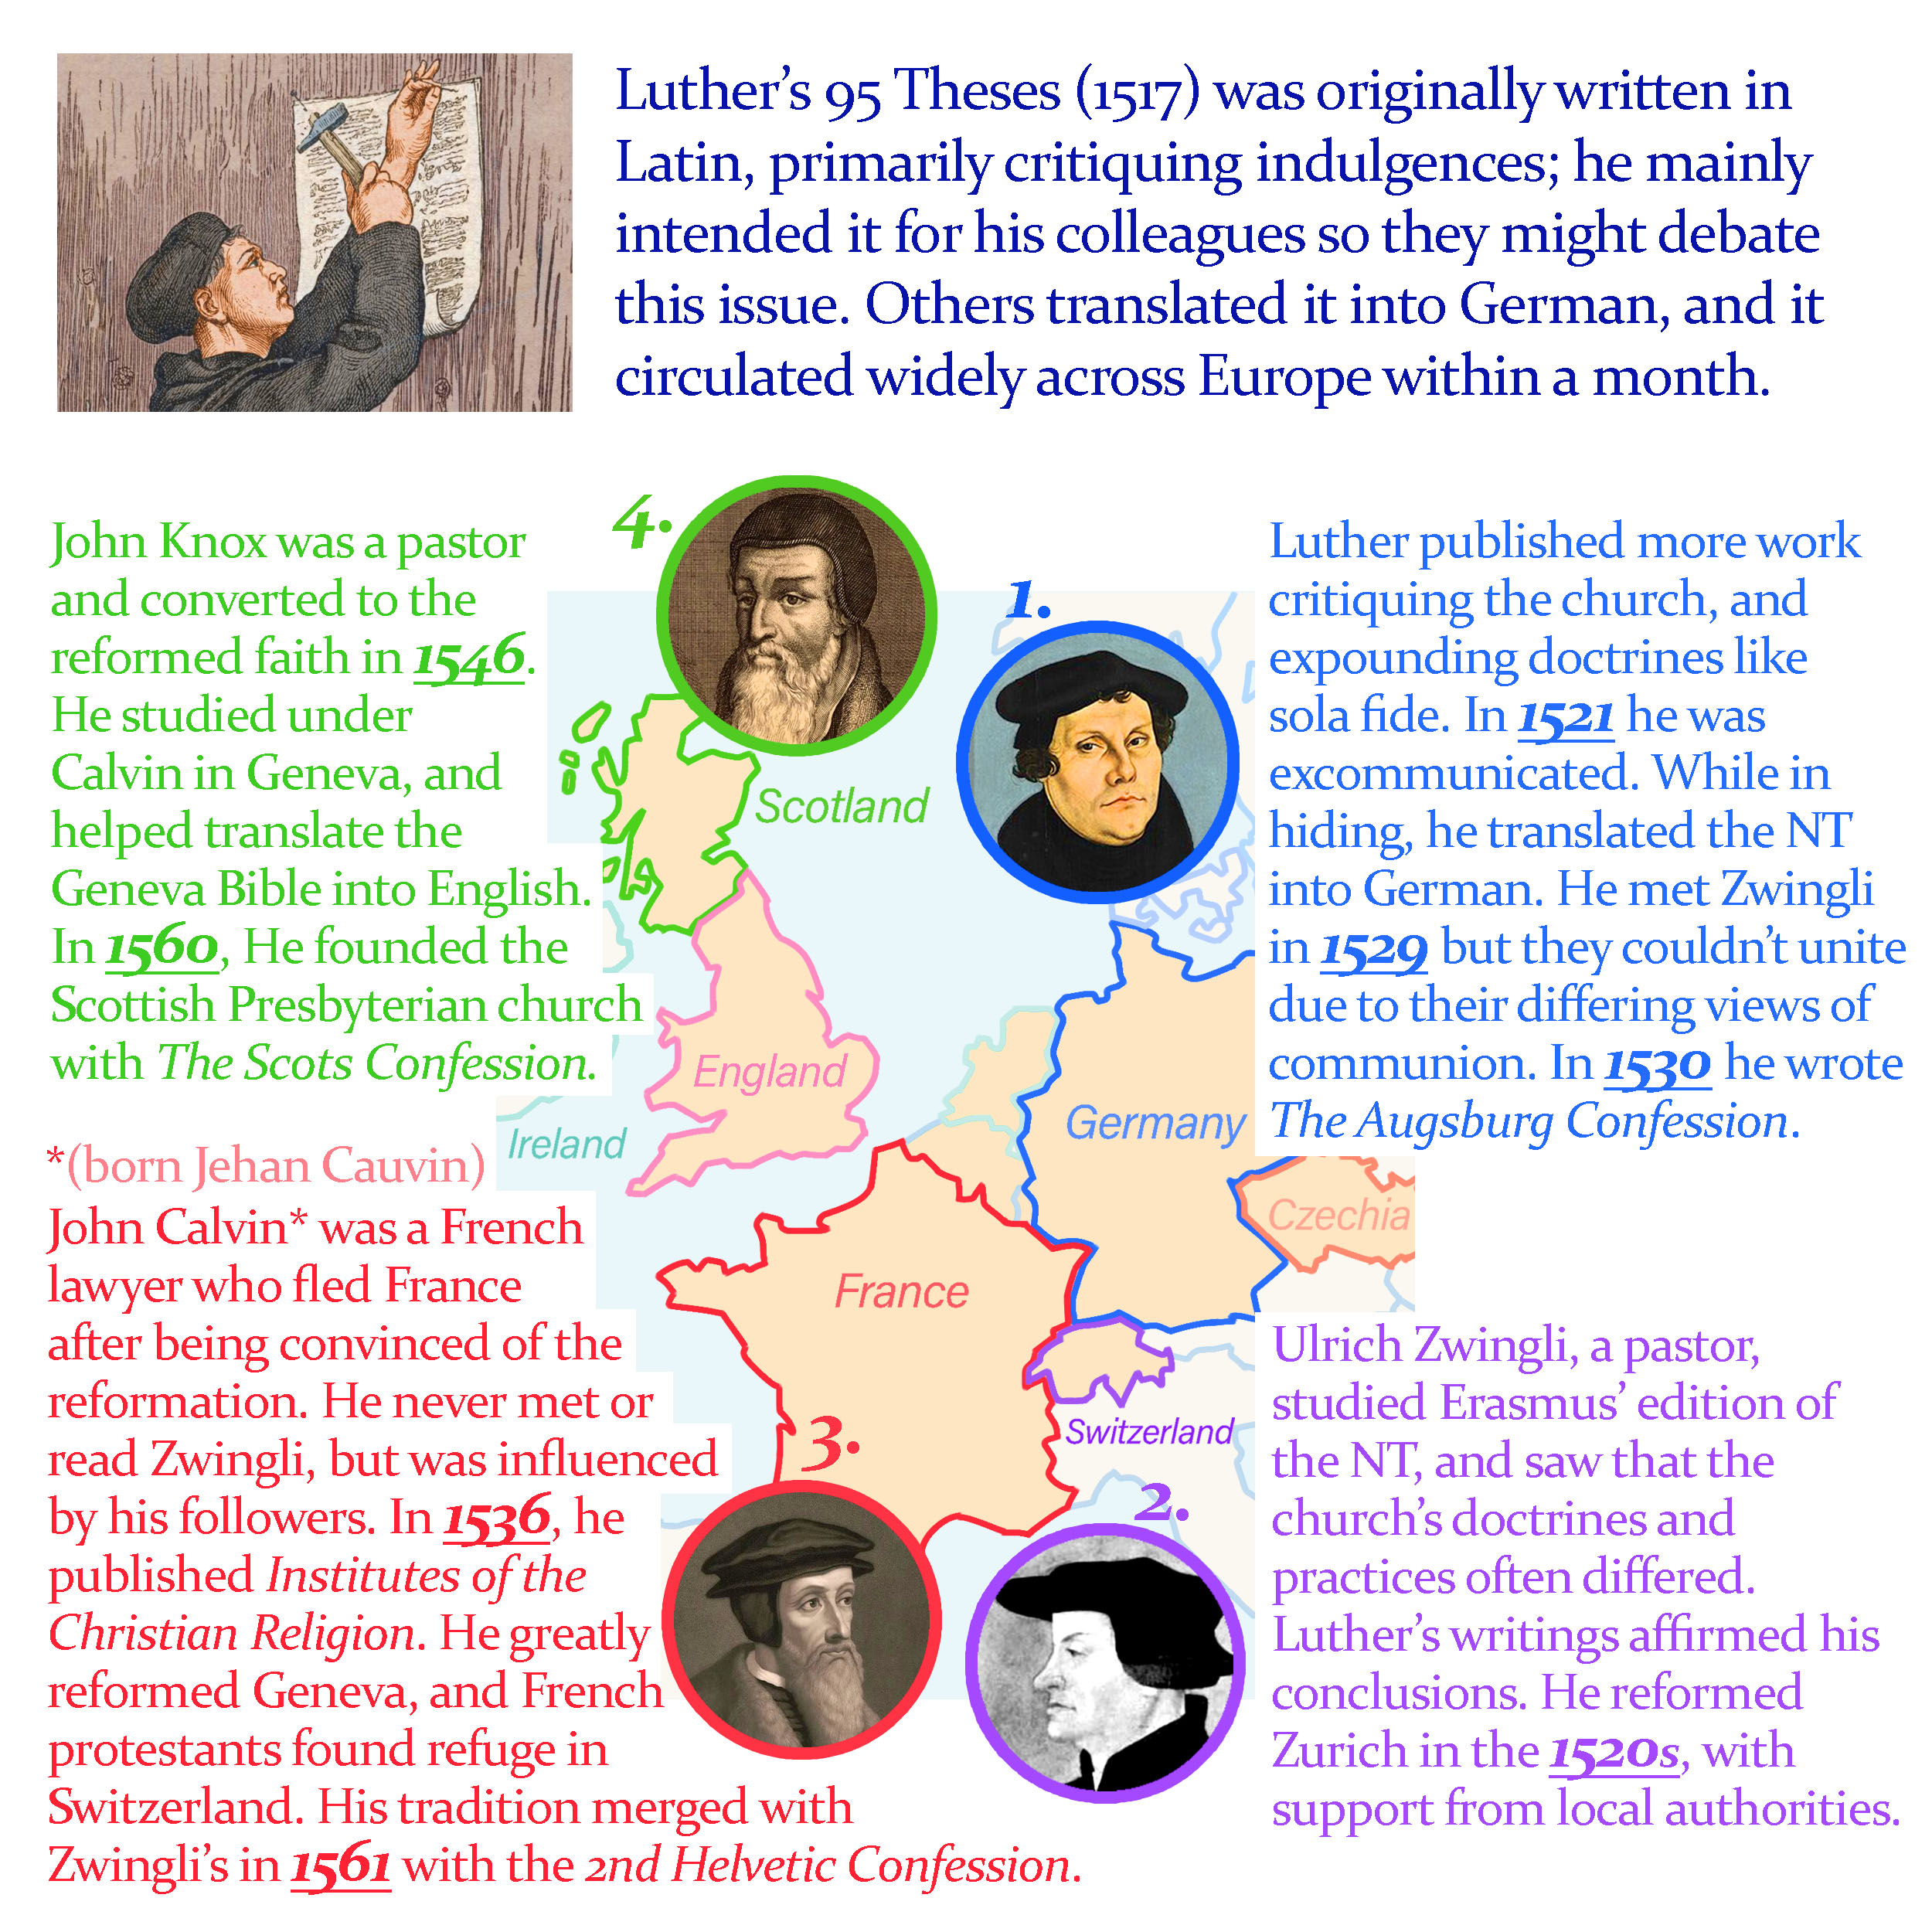 Luther's 95 Theses (1517) was originally written in
Latin, primarily critiquing indulgences; he mainly
intended it for his colleagues so they might debate
this issue. Others translated it into German, and it
circulated widely across Europe within a month.
4.
John Knox was a pastor
and converted to the
reformed faith in 1546.
He studied under
Calvin in Geneva, and
helped translate the
Geneva Bible into English.
In 1560, He founded the
Scottish Presbyterian church
with The Scots Confession.
1.
Luther published more work
critiquing the church, and
expounding doctrines like
sola fide. In 1521 he was
excommunicated. While in
hiding, he translated the NT
into German. He met Zwingli
in 1529 but they couldn't unite
due to their differing views of
communion. In 1530 he wrote
The Augsburg Confession.
Scotland
England
Ireland
Germany
Czechia
France
Switzerland
*(born Jehan Cauvin)
John Calvin* was a French
lawyer who fled France
after being convinced of the
reformation. He never met or
read Zwingli, but was influenced
by his followers. In 1536, he
published Institutes of the
Christian Religion. He greatly
reformed Geneva, and French
protestants found refuge in
Switzerland. His tradition merged with
Zwingli's in 1561 with the 2nd Helvetic Confession.
3.
2.
Ulrich Zwingli, a pastor,
studied Erasmus' edition of
the NT, and saw that the
church's doctrines and
practices often differed.
Luther's writings affirmed his
conclusions. He reformed
Zurich in the 1520s, with
support from local authorities.